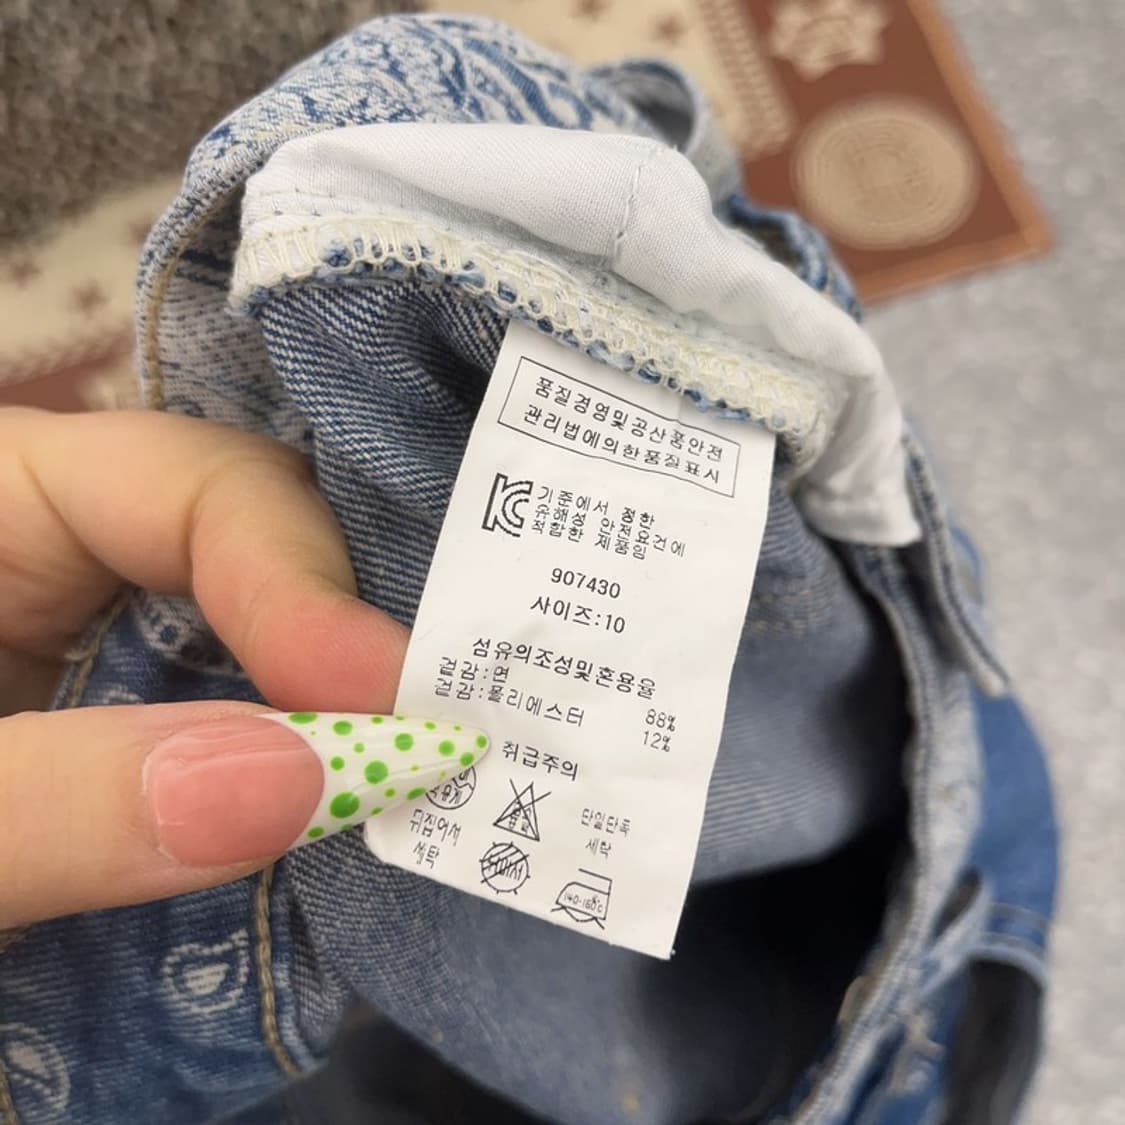 품질경영및공산품안전
관리법에의한품질표시
기준에서 정한
유해성 안전요건에
적합한 제품임
907430
사이즈:10
섬유의조성및혼용율
겉감:면 88%
겉감:폴리에스터 12%
취급주의
뒤집어서
세탁
단일단독
세탁
140-160℃